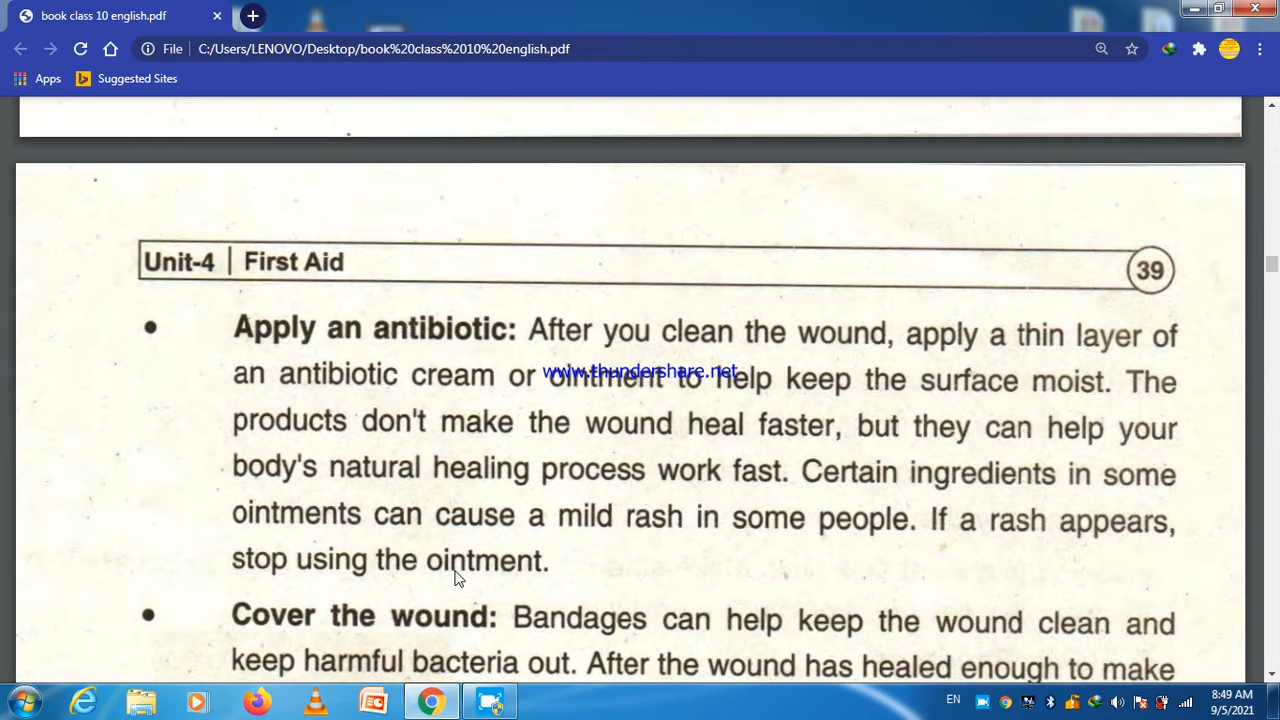 book class 10 english.pdf
File
C:/Users/LENOVO/Desktop/book%20class%2010%20english.pdf
Apps
Suggested Sites
Unit-4 | First Aid
39
• Apply an antibiotic: After you clean the wound, apply a thin layer of
an antibiotic cream or ointment to help keep the surface moist. The
www.thundershare.net
products don't make the wound heal faster, but they can help your
body's natural healing process work fast. Certain ingredients in some
ointments can cause a mild rash in some people. If a rash appears,
stop using the ointment.
• Cover the wound: Bandages can help keep the wound clean and
keep harmful bacteria out. After the wound has healed enough to make
EN
8:49 AM
9/5/2021